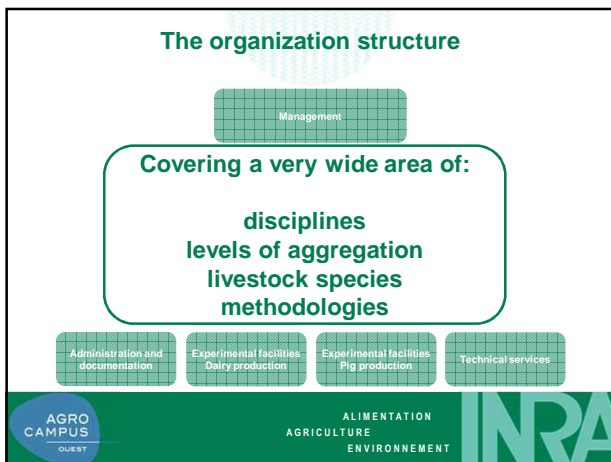 The organization structure
Management
Covering a very wide area of:
disciplines
levels of aggregation
livestock species
methodologies
Administration and
documentation
Experimental facilities
Dairy production
Experimental facilities
Pig production
Technical services
AGRO
CAMPUS
OUEST
ALIMENTATION
AGRICULTURE
ENVIRONNEMENT
INRA